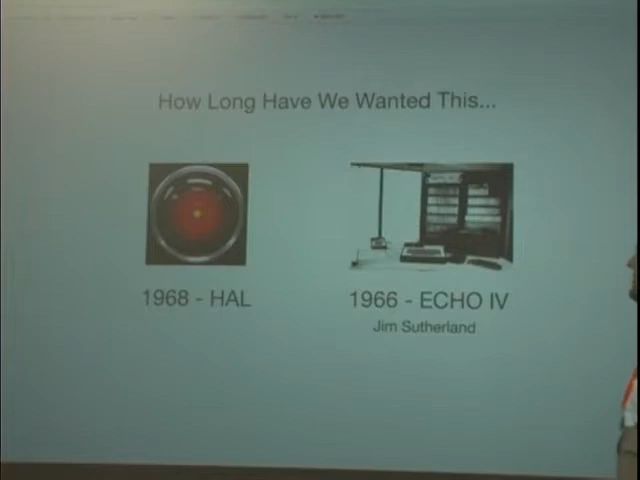 How Long Have We Wanted This...
1968 - HAL
1966 - ECHO IV
Jim Sutherland